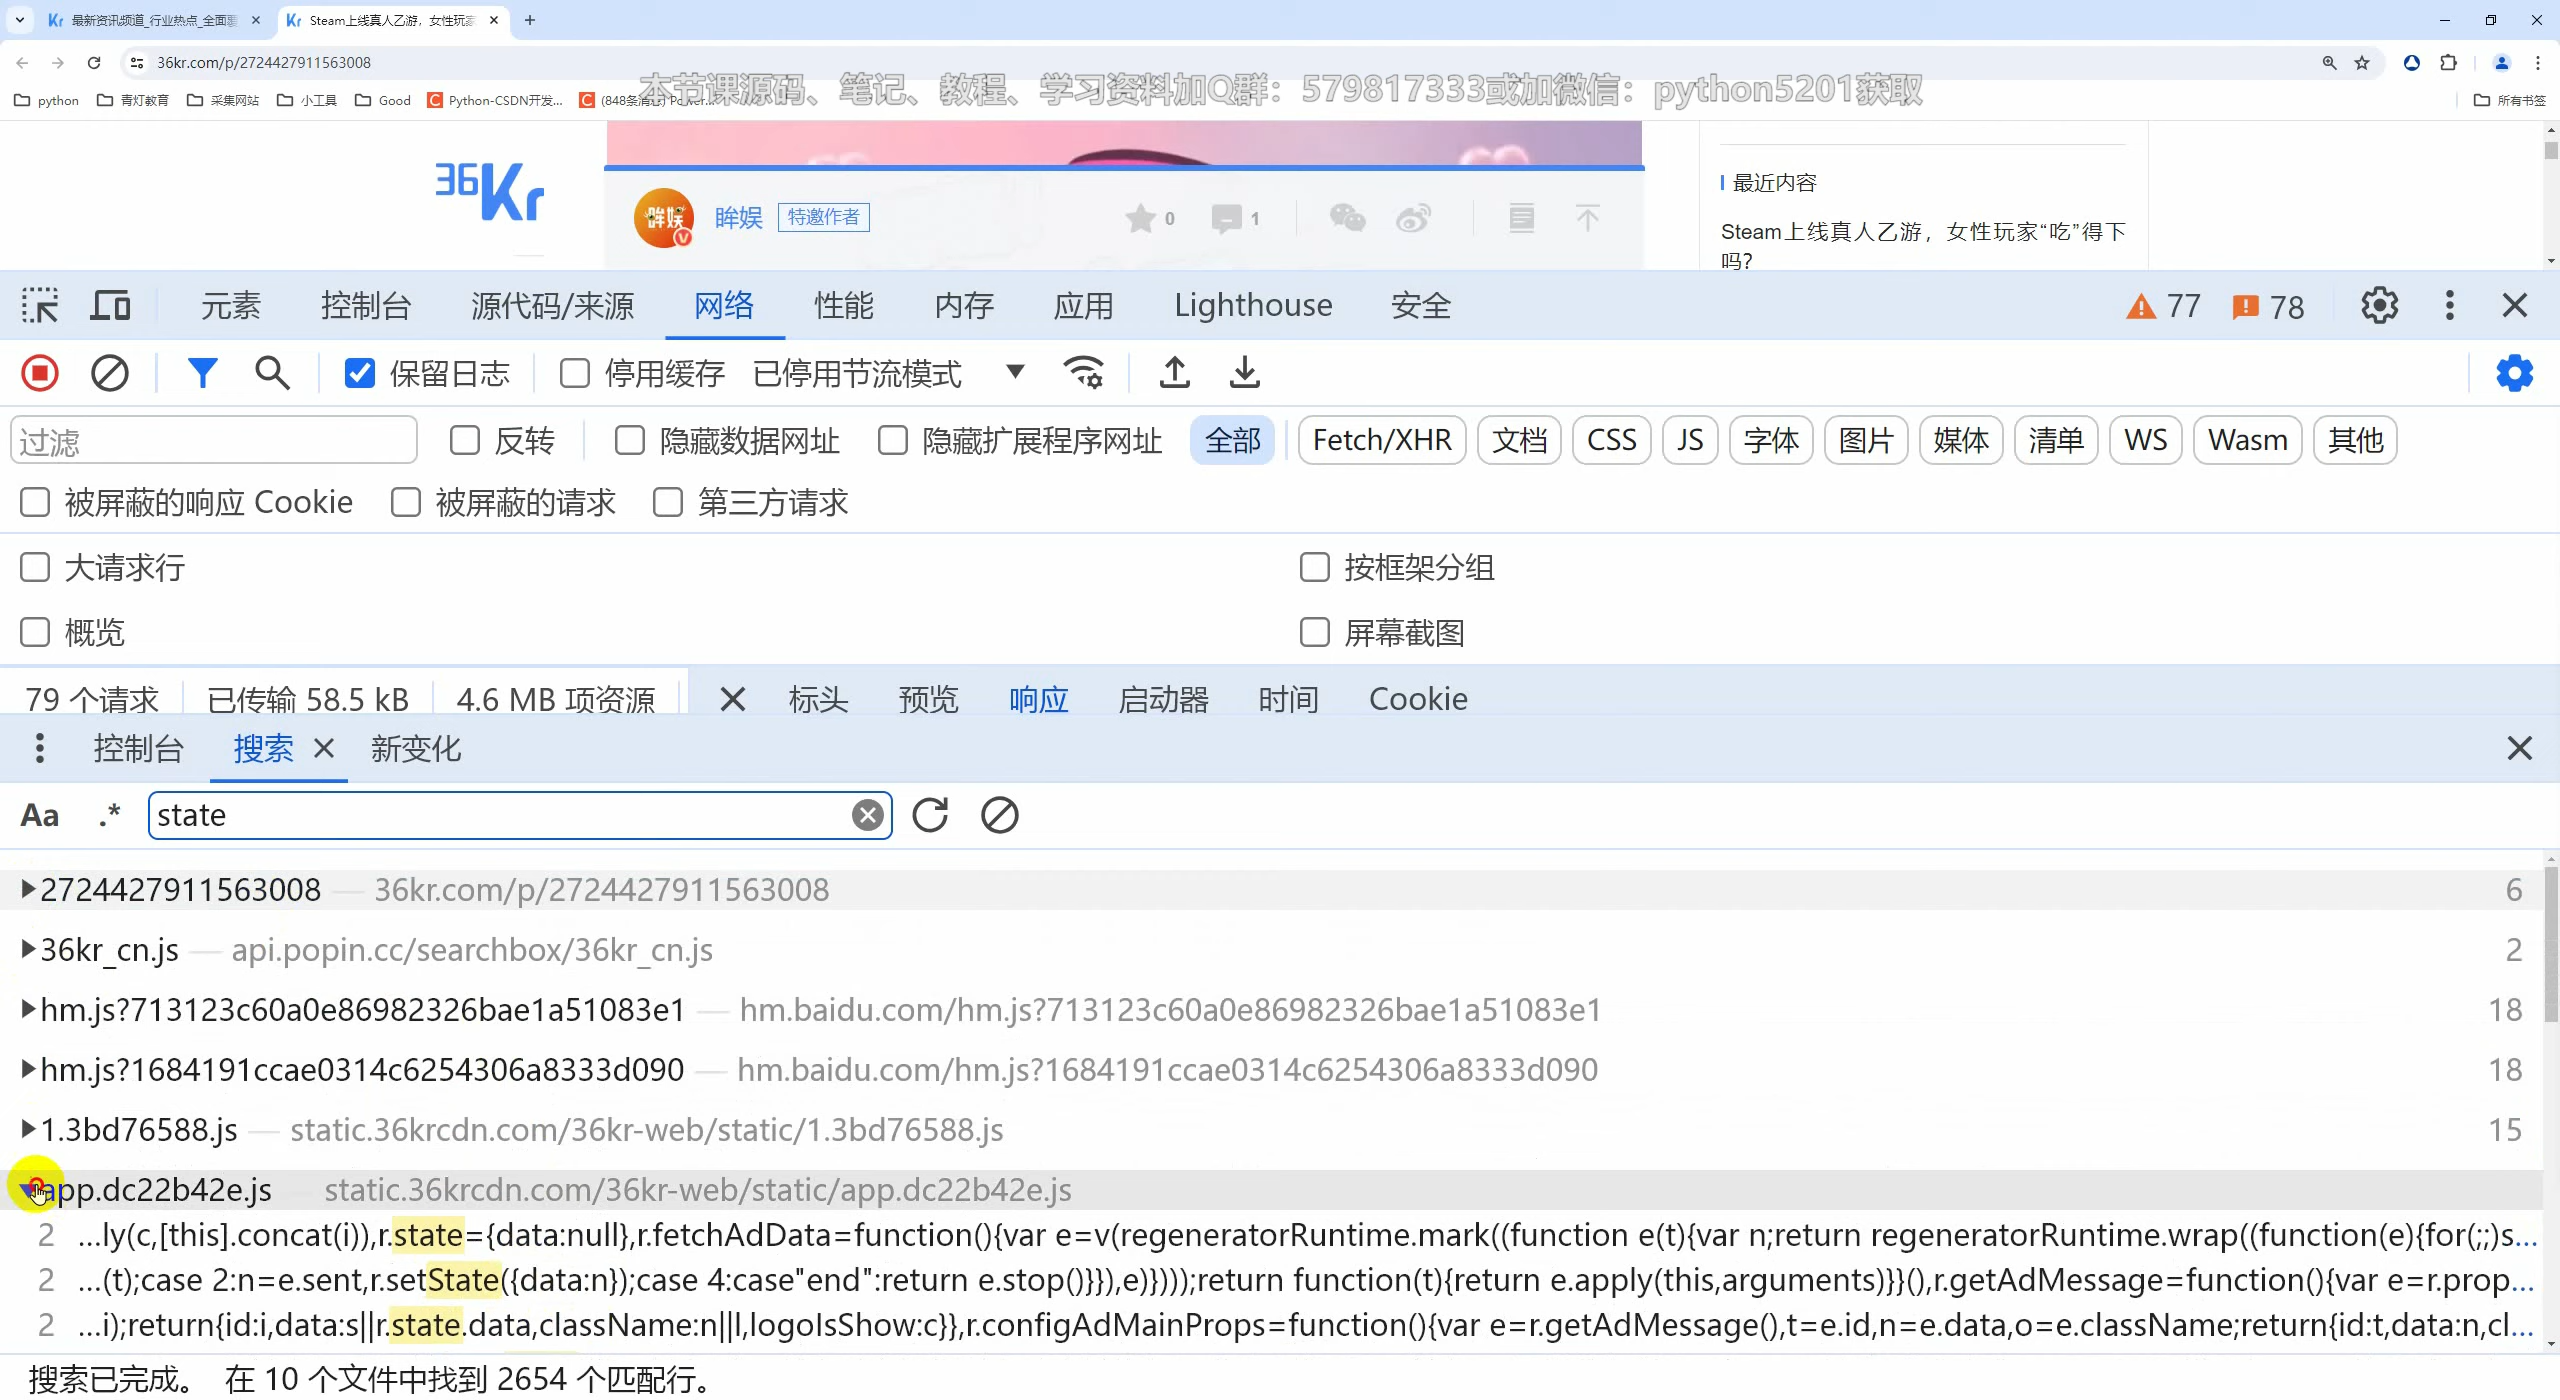 最新资讯频道_行业热点_全面
Steam上线真人乙游，女性玩家
36kr.com/p/2724427911563008
本节课源码、笔记、教程、学习资料加Q群：579817333或加微信：python5201获取
python
青灯教育
采集网站
小工具
Good
Python-CSDN开发...
所有书签
36Kr
眸娱
眸娱
特邀作者
0
1
最近内容
Steam上线真人乙游，女性玩家“吃”得下
吗?
元素 控制台 源代码/来源 网络 性能 内存 应用 Lighthouse 安全 77 78
保留日志 停用缓存 已停用节流模式
过滤 反转 隐藏数据网址 隐藏扩展程序网址 全部 Fetch/XHR 文档 CSS JS 字体 图片 媒体 清单 WS Wasm 其他
被屏蔽的响应 Cookie 被屏蔽的请求 第三方请求
大请求行 按框架分组
概览 屏幕截图
79 个请求 已传输 58.5 kB 4.6 MB 项资源 标头 预览 响应 启动器 时间 Cookie
控制台 搜索 新变化
Aa .* state
2724427911563008 — 36kr.com/p/2724427911563008 6
36kr_cn.js — api.popin.cc/searchbox/36kr_cn.js 2
hm.js?713123c60a0e86982326bae1a51083e1 — hm.baidu.com/hm.js?713123c60a0e86982326bae1a51083e1 18
hm.js?1684191ccae0314c6254306a8333d090 — hm.baidu.com/hm.js?1684191ccae0314c6254306a8333d090 18
1.3bd76588.js — static.36krcdn.com/36kr-web/static/1.3bd76588.js 15
app.dc22b42e.js — static.36krcdn.com/36kr-web/static/app.dc22b42e.js
2 ...ly(c,[this].concat(i)),r.state={data:null},r.fetchAdData=function(){var e=v(regeneratorRuntime.mark((function e(t){var n;return regeneratorRuntime.wrap((function(e){for(;;)s...
2 ...(t);case 2:n=e.sent,r.setState({data:n});case 4:case"end":return e.stop()}}),e)})));return function(t){return e.apply(this,arguments)}}(),r.getAdMessage=function(){var e=r.prop...
2 ...i);return{id:i,data:s||r.state.data,className:n||l,logoIsShow:c}},r.configAdMainProps=function(){var e=r.getAdMessage(),t=e.id,n=e.data,o=e.className;return{id:t,data:n,cl...
搜索已完成。 在 10 个文件中找到 2654 个匹配行。